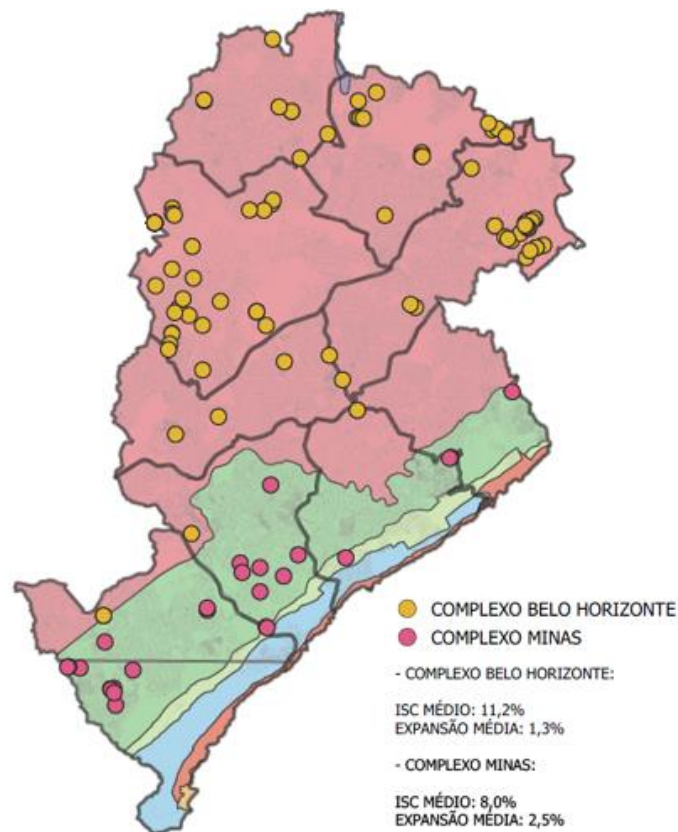 COMPLEXO BELO HORIZONTE
COMPLEXO MINAS
- COMPLEXO BELO HORIZONTE:
ISC MÉDIO: 11,2%
EXPANSÃO MÉDIA: 1,3%
- COMPLEXO MINAS:
ISC MÉDIO: 8,0%
EXPANSÃO MÉDIA: 2,5%